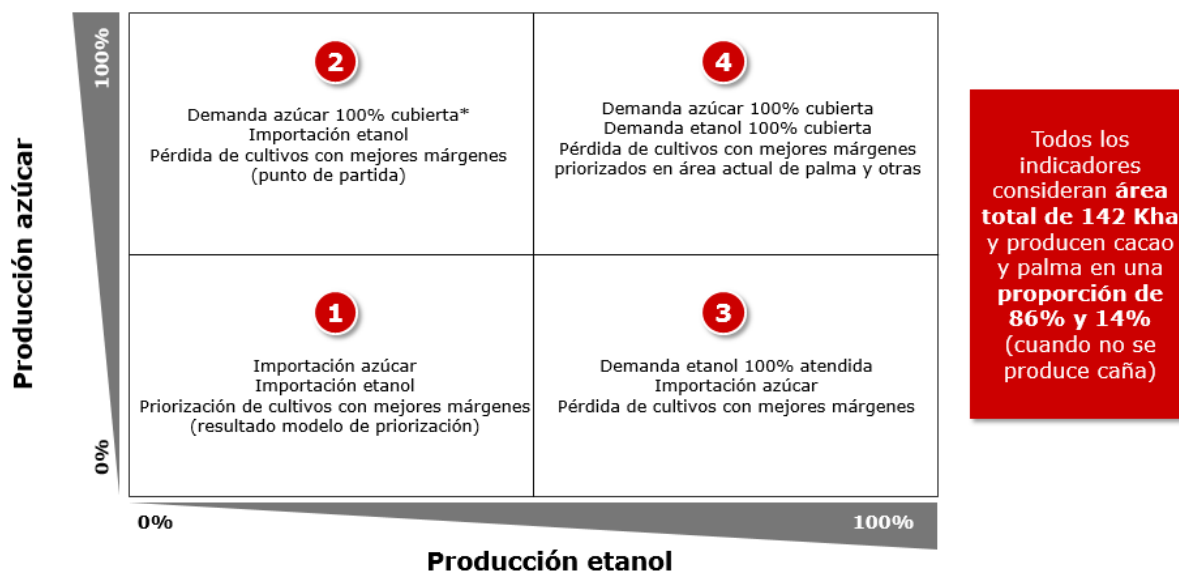 Producción azúcar
100%
0%
2
Demanda azúcar 100% cubierta*
Importación etanol
Pérdida de cultivos con mejores márgenes
(punto de partida)
4
Demanda azúcar 100% cubierta
Demanda etanol 100% cubierta
Pérdida de cultivos con mejores márgenes
priorizados en área actual de palma y otras
1
Importación azúcar
Importación etanol
Priorización de cultivos con mejores márgenes
(resultado modelo de priorización)
3
Demanda etanol 100% atendida
Importación azúcar
Pérdida de cultivos con mejores márgenes
0%
100%
Producción etanol
Todos los
indicadores
consideran área
total de 142 Kha
y producen cacao
y palma en una
proporción de
86% y 14%
(cuando no se
produce caña)